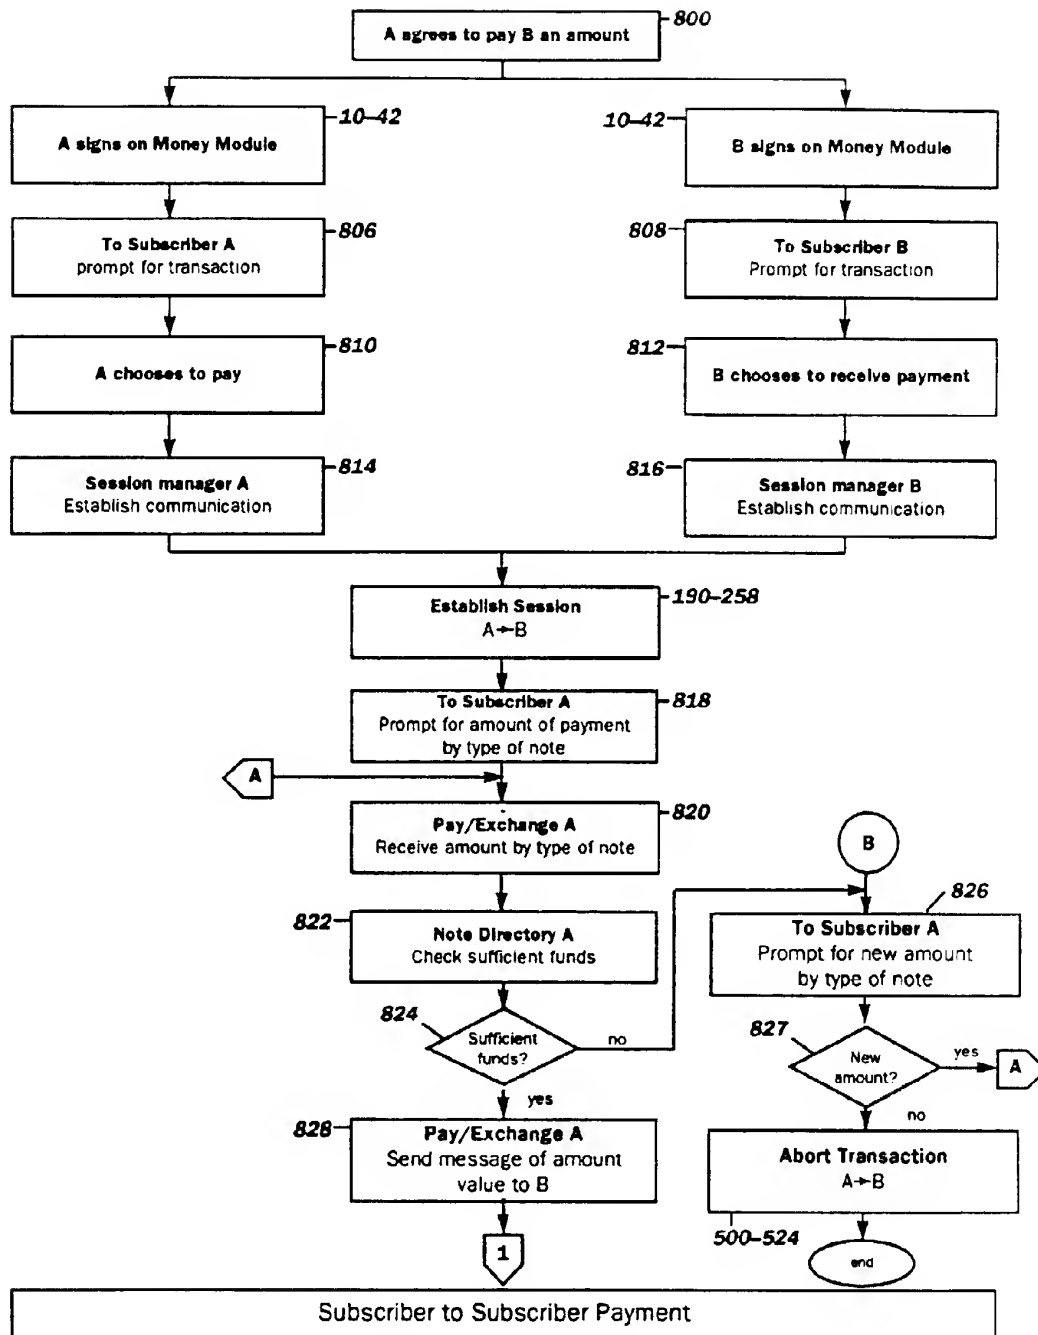 A agrees to pay B an amount
800
A signs on Money Module
10–42
10–42
B signs on Money Module
To Subscriber A
prompt for transaction
806
808
To Subscriber B
Prompt for transaction
A chooses to pay
810
812
B chooses to receive payment
Session manager A
Establish communication
814
816
Session manager B
Establish communication
Establish Session
A→B
190–258
To Subscriber A
Prompt for amount of payment
by type of note
818
A
Pay/Exchange A
Receive amount by type of note
820
B
822
Note Directory A
Check sufficient funds
826
To Subscriber A
Prompt for new amount
by type of note
824
Sufficient
funds?
no
yes
827
New
amount?
yes
A
no
828
Pay/Exchange A
Send message of amount
value to B
Abort Transaction
A→B
500–524
1
end
Subscriber to Subscriber Payment